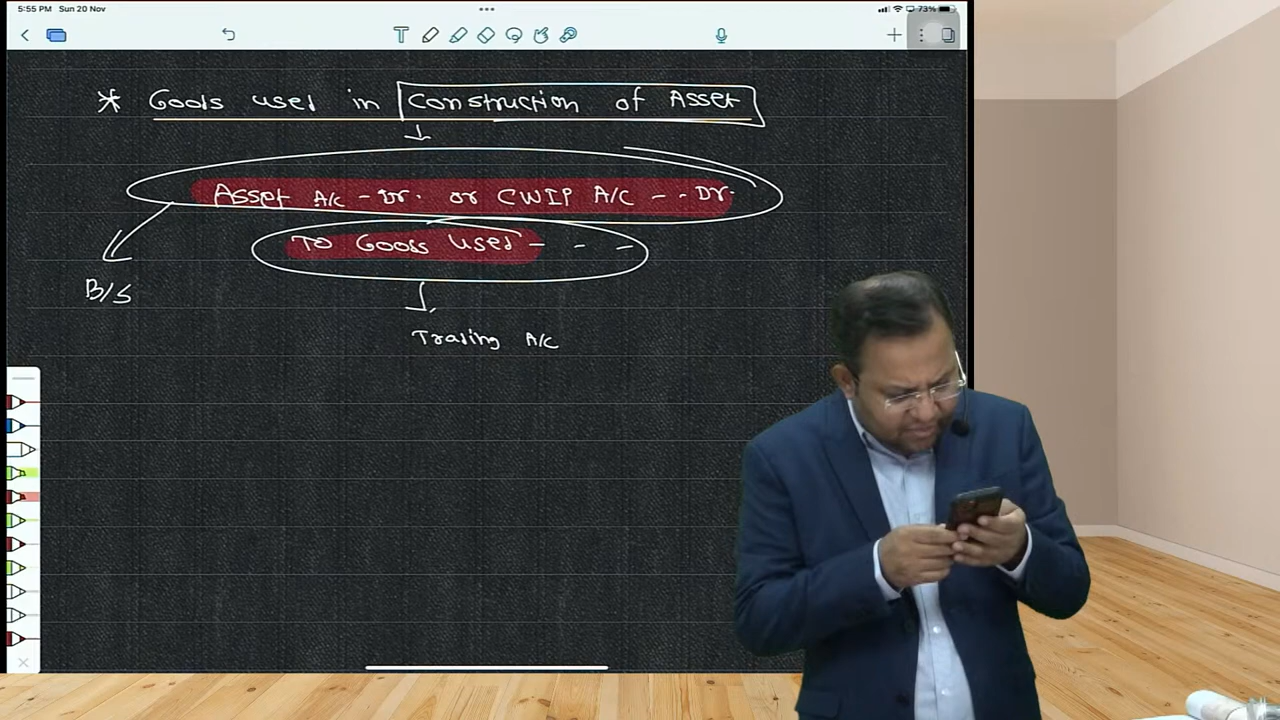 5:55 PM Sun 20 Nov
73%
* Goods used in Construction of Asset
Asset A/C - Dr. or CWIP A/C - - Dr.
To Goods used - - -
B/S
Trading A/C